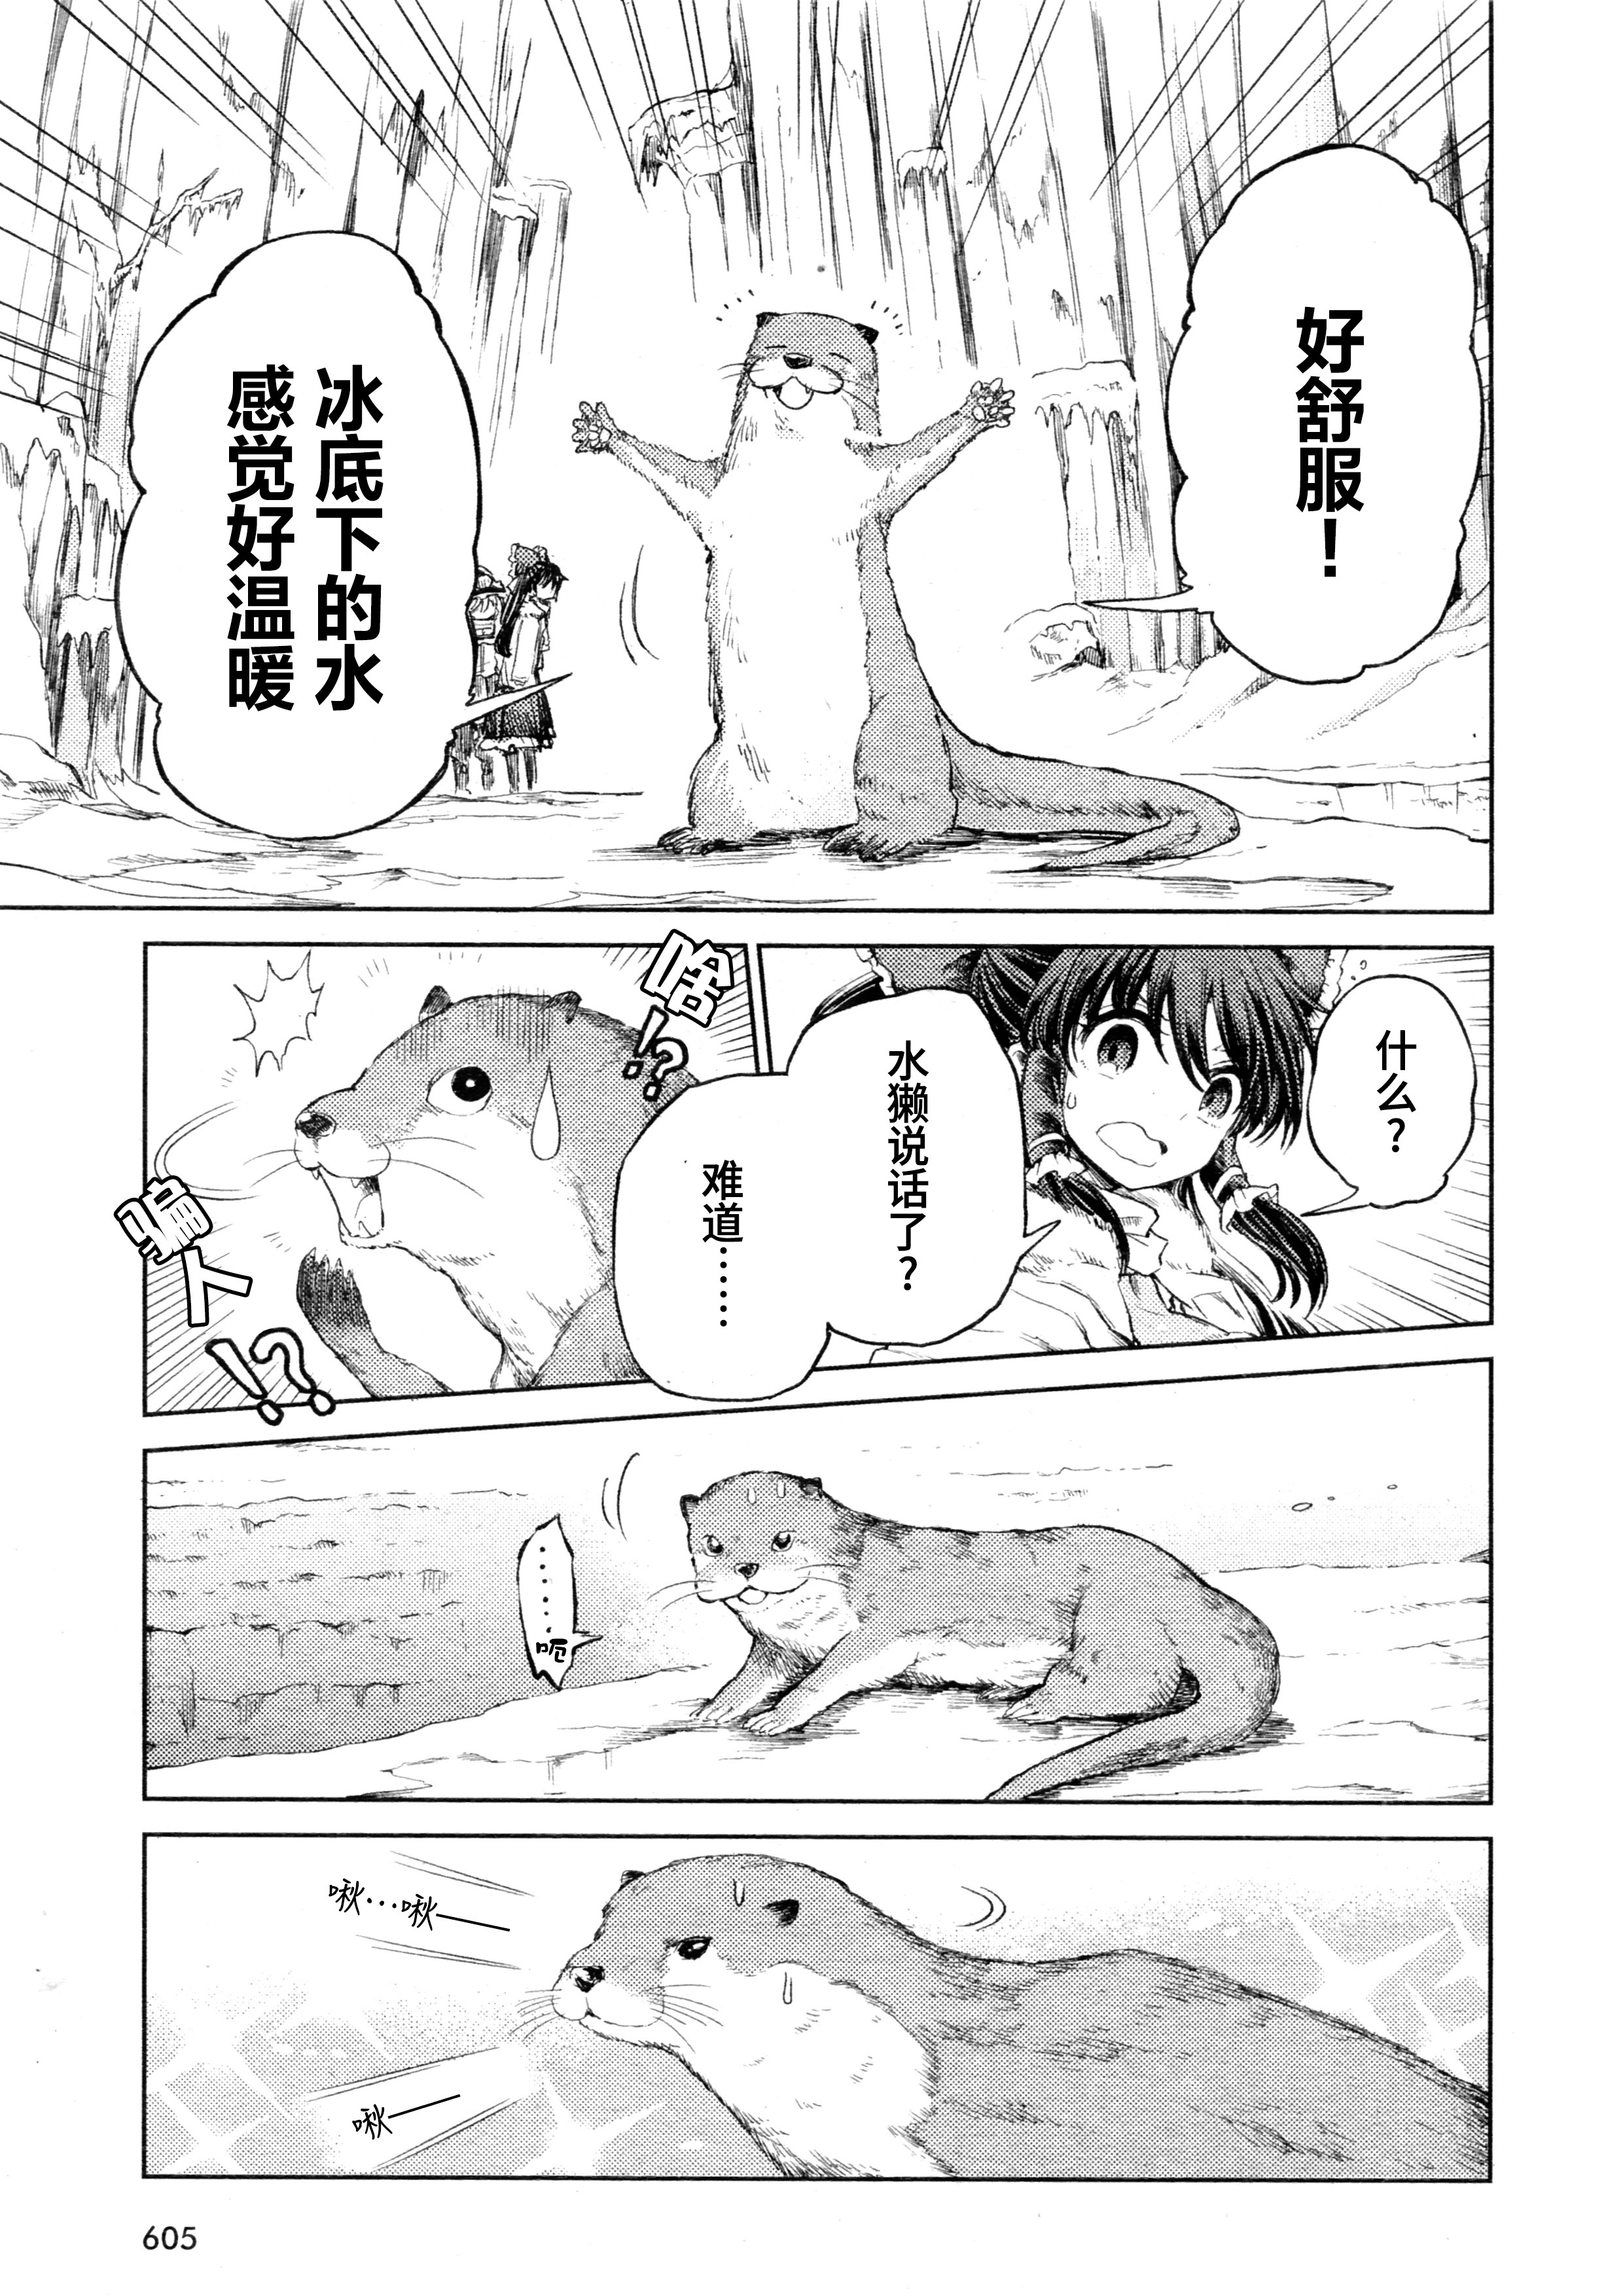 好舒服！
冰底下的水
感觉好温暖
什么？
水獭说话了？
难道……
啥!?
骗人!?
……呃
啾…啾——
啾——
605